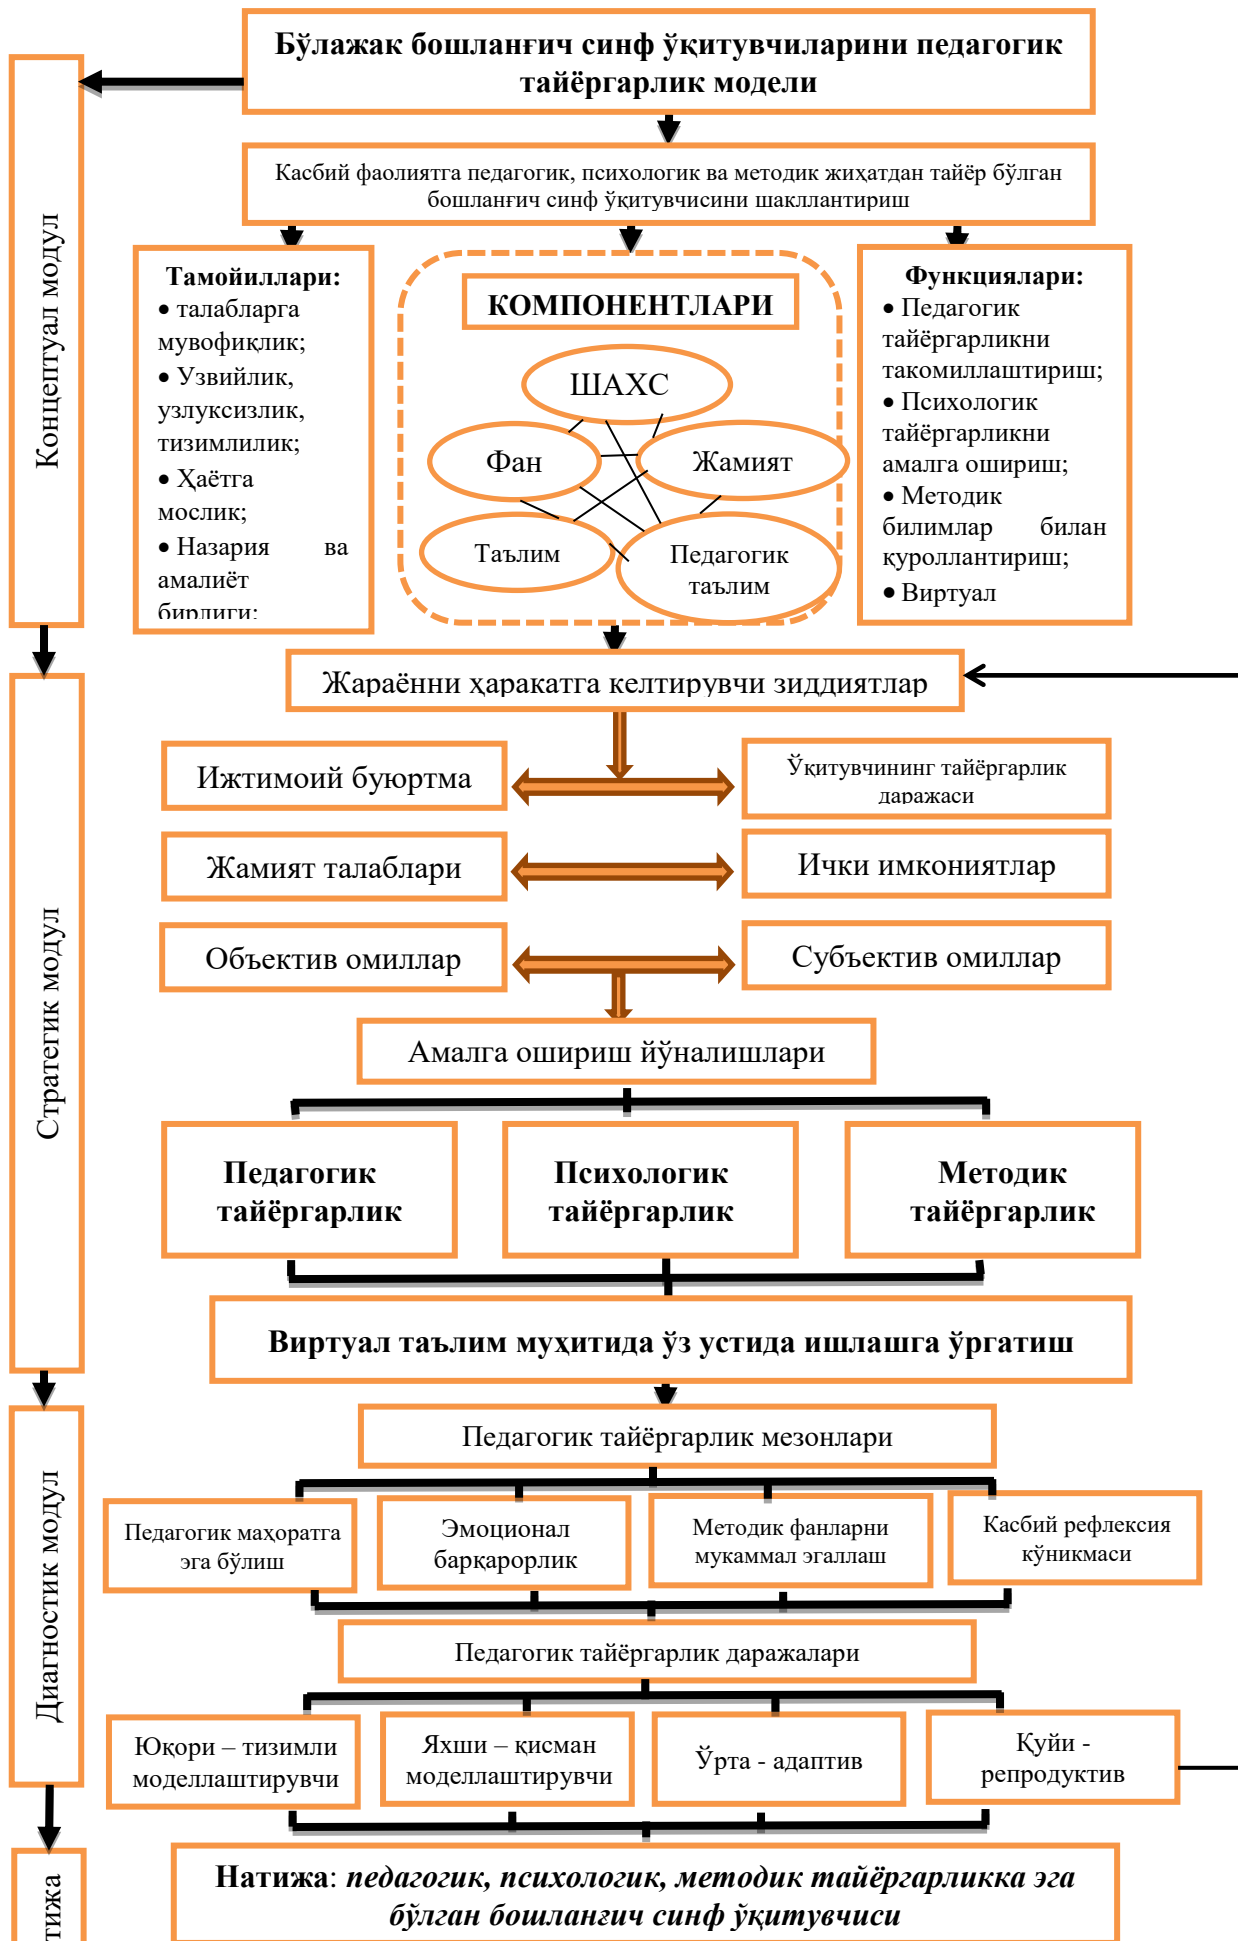 Бўлажак бошланғич синф ўқитувчиларини педагогик
тайёргарлик модели
Концептуал модул
Касбий фаолиятга педагогик, психологик ва методик жиҳатдан тайёр бўлган
бошланғич синф ўқитувчисини шакллантириш
Тамойиллари:
• талабларга
мувофиқлик;
• Узвийлик,
узлуксизлик,
тизимлилик;
• Ҳаётга
мослик;
• Назария ва
амалиёт
бирлиги;
КОМПОНЕНТЛАРИ
ШАХС
Фан
Жамият
Таълим
Педагогик
таълим
Функциялари:
• Педагогик
тайёргарликни
такомиллаштириш;
• Психологик
тайёргарликни
амалга ошириш;
• Методик
билимлар билан
қуроллантириш;
• Виртуал
Стратегик модул
Жараённи ҳаракатга келтирувчи зиддиятлар
Ижтимоий буюртма
Ўқитувчининг тайёргарлик
даражаси
Жамият талаблари
Ички имкониятлар
Объектив омиллар
Субъектив омиллар
Амалга ошириш йўналишлари
Педагогик
тайёргарлик
Психологик
тайёргарлик
Методик
тайёргарлик
Виртуал таълим муҳитида ўз устида ишлашга ўргатиш
Диагностик модул
Педагогик тайёргарлик мезонлари
Педагогик маҳоратга
эга бўлиш
Эмоционал
барқарорлик
Методик фанларни
мукаммал эгаллаш
Касбий рефлексия
кўникмаси
Педагогик тайёргарлик даражалари
Юқори – тизимли
моделлаштирувчи
Яхши – қисман
моделлаштирувчи
Ўрта - адаптив
Қуйи -
репродуктив
тижа
Натижа: педагогик, психологик, методик тайёргарликка эга
бўлган бошланғич синф ўқитувчиси